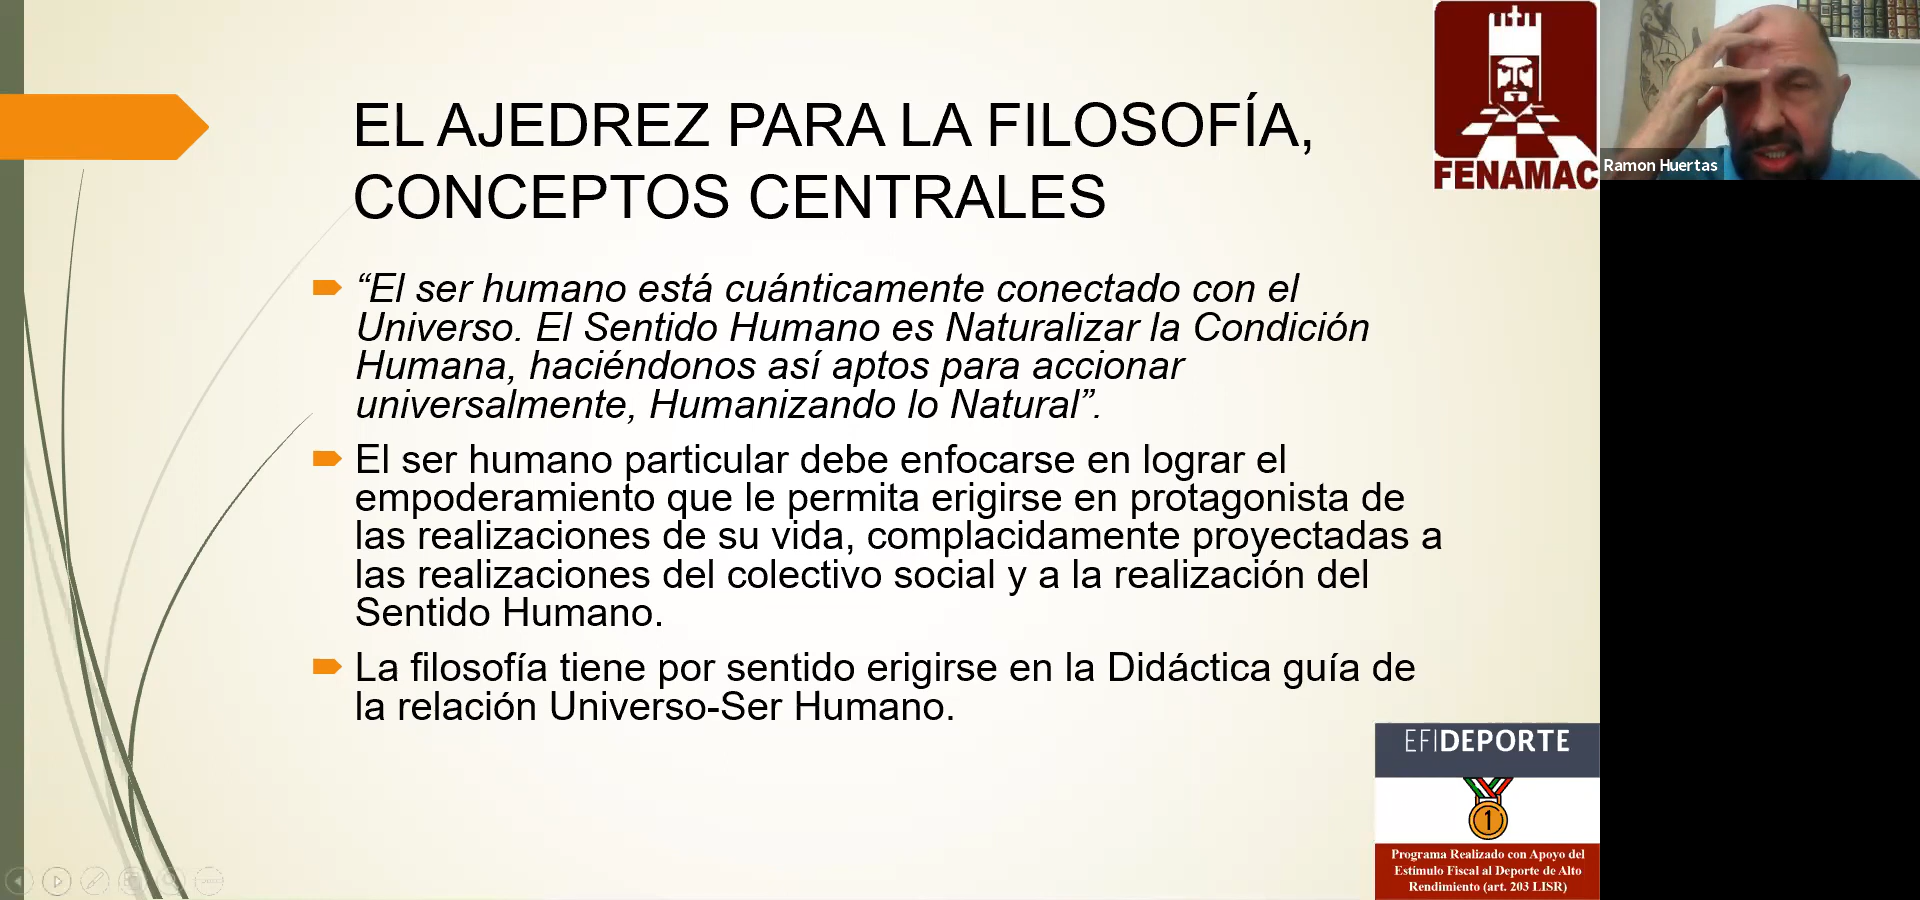 EL AJEDREZ PARA LA FILOSOFÍA,
CONCEPTOS CENTRALES
“El ser humano está cuánticamente conectado con el
Universo. El Sentido Humano es Naturalizar la Condición
Humana, haciéndonos así aptos para accionar
universalmente, Humanizando lo Natural”.
El ser humano particular debe enfocarse en lograr el
empoderamiento que le permita erigirse en protagonista de
las realizaciones de su vida, complacidamente proyectadas a
las realizaciones del colectivo social y a la realización del
Sentido Humano.
La filosofía tiene por sentido erigirse en la Didáctica guía de
la relación Universo-Ser Humano.
FENAMAC
Ramon Huertas
EFIDEPORTE
1
Programa Realizado con Apoyo del
Estímulo Fiscal al Deporte de Alto
Rendimiento (art. 203 LISR)